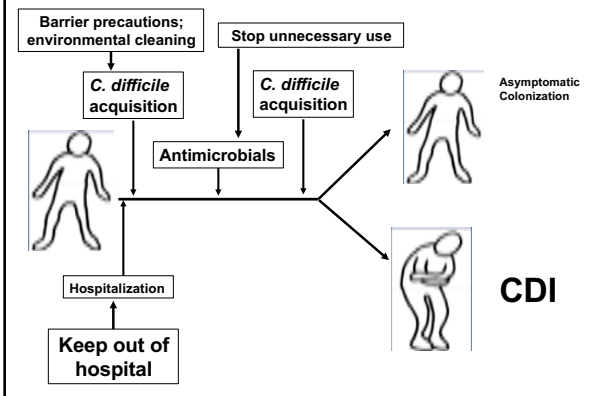 Barrier precautions;
environmental cleaning
Stop unnecessary use
C. difficile
acquisition
C. difficile
acquisition
Asymptomatic
Colonization
Antimicrobials
Hospitalization
CDI
Keep out of
hospital